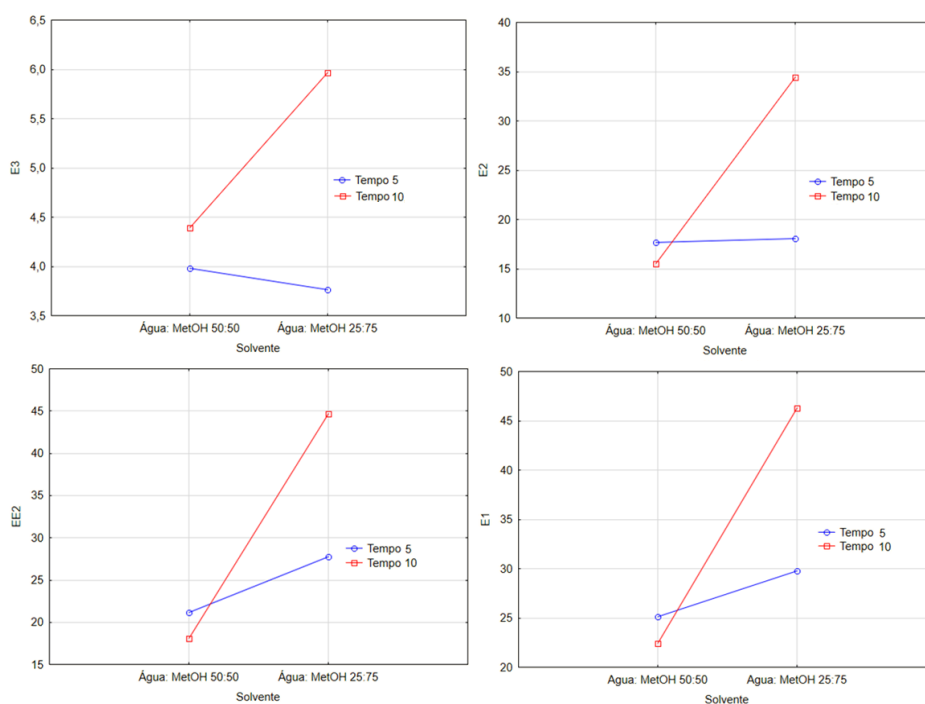 6,5
6,0
5,5
5,0
4,5
4,0
3,5
E3
Tempo 5
Tempo 10
Água: MetOH 50:50
Água: MetOH 25:75
Solvente
40
35
30
25
20
15
10
E2
Tempo 5
Tempo 10
Água: MetOH 50:50
Água: MetOH 25:75
Solvente
50
45
40
35
30
25
20
15
EE2
Tempo 5
Tempo 10
Água: MetOH 50:50
Água: MetOH 25:75
Solvente
50
45
40
35
30
25
20
E1
Tempo 5
Tempo 10
Agua: MetOH 50:50
Agua: MetOH 25:75
Solvente